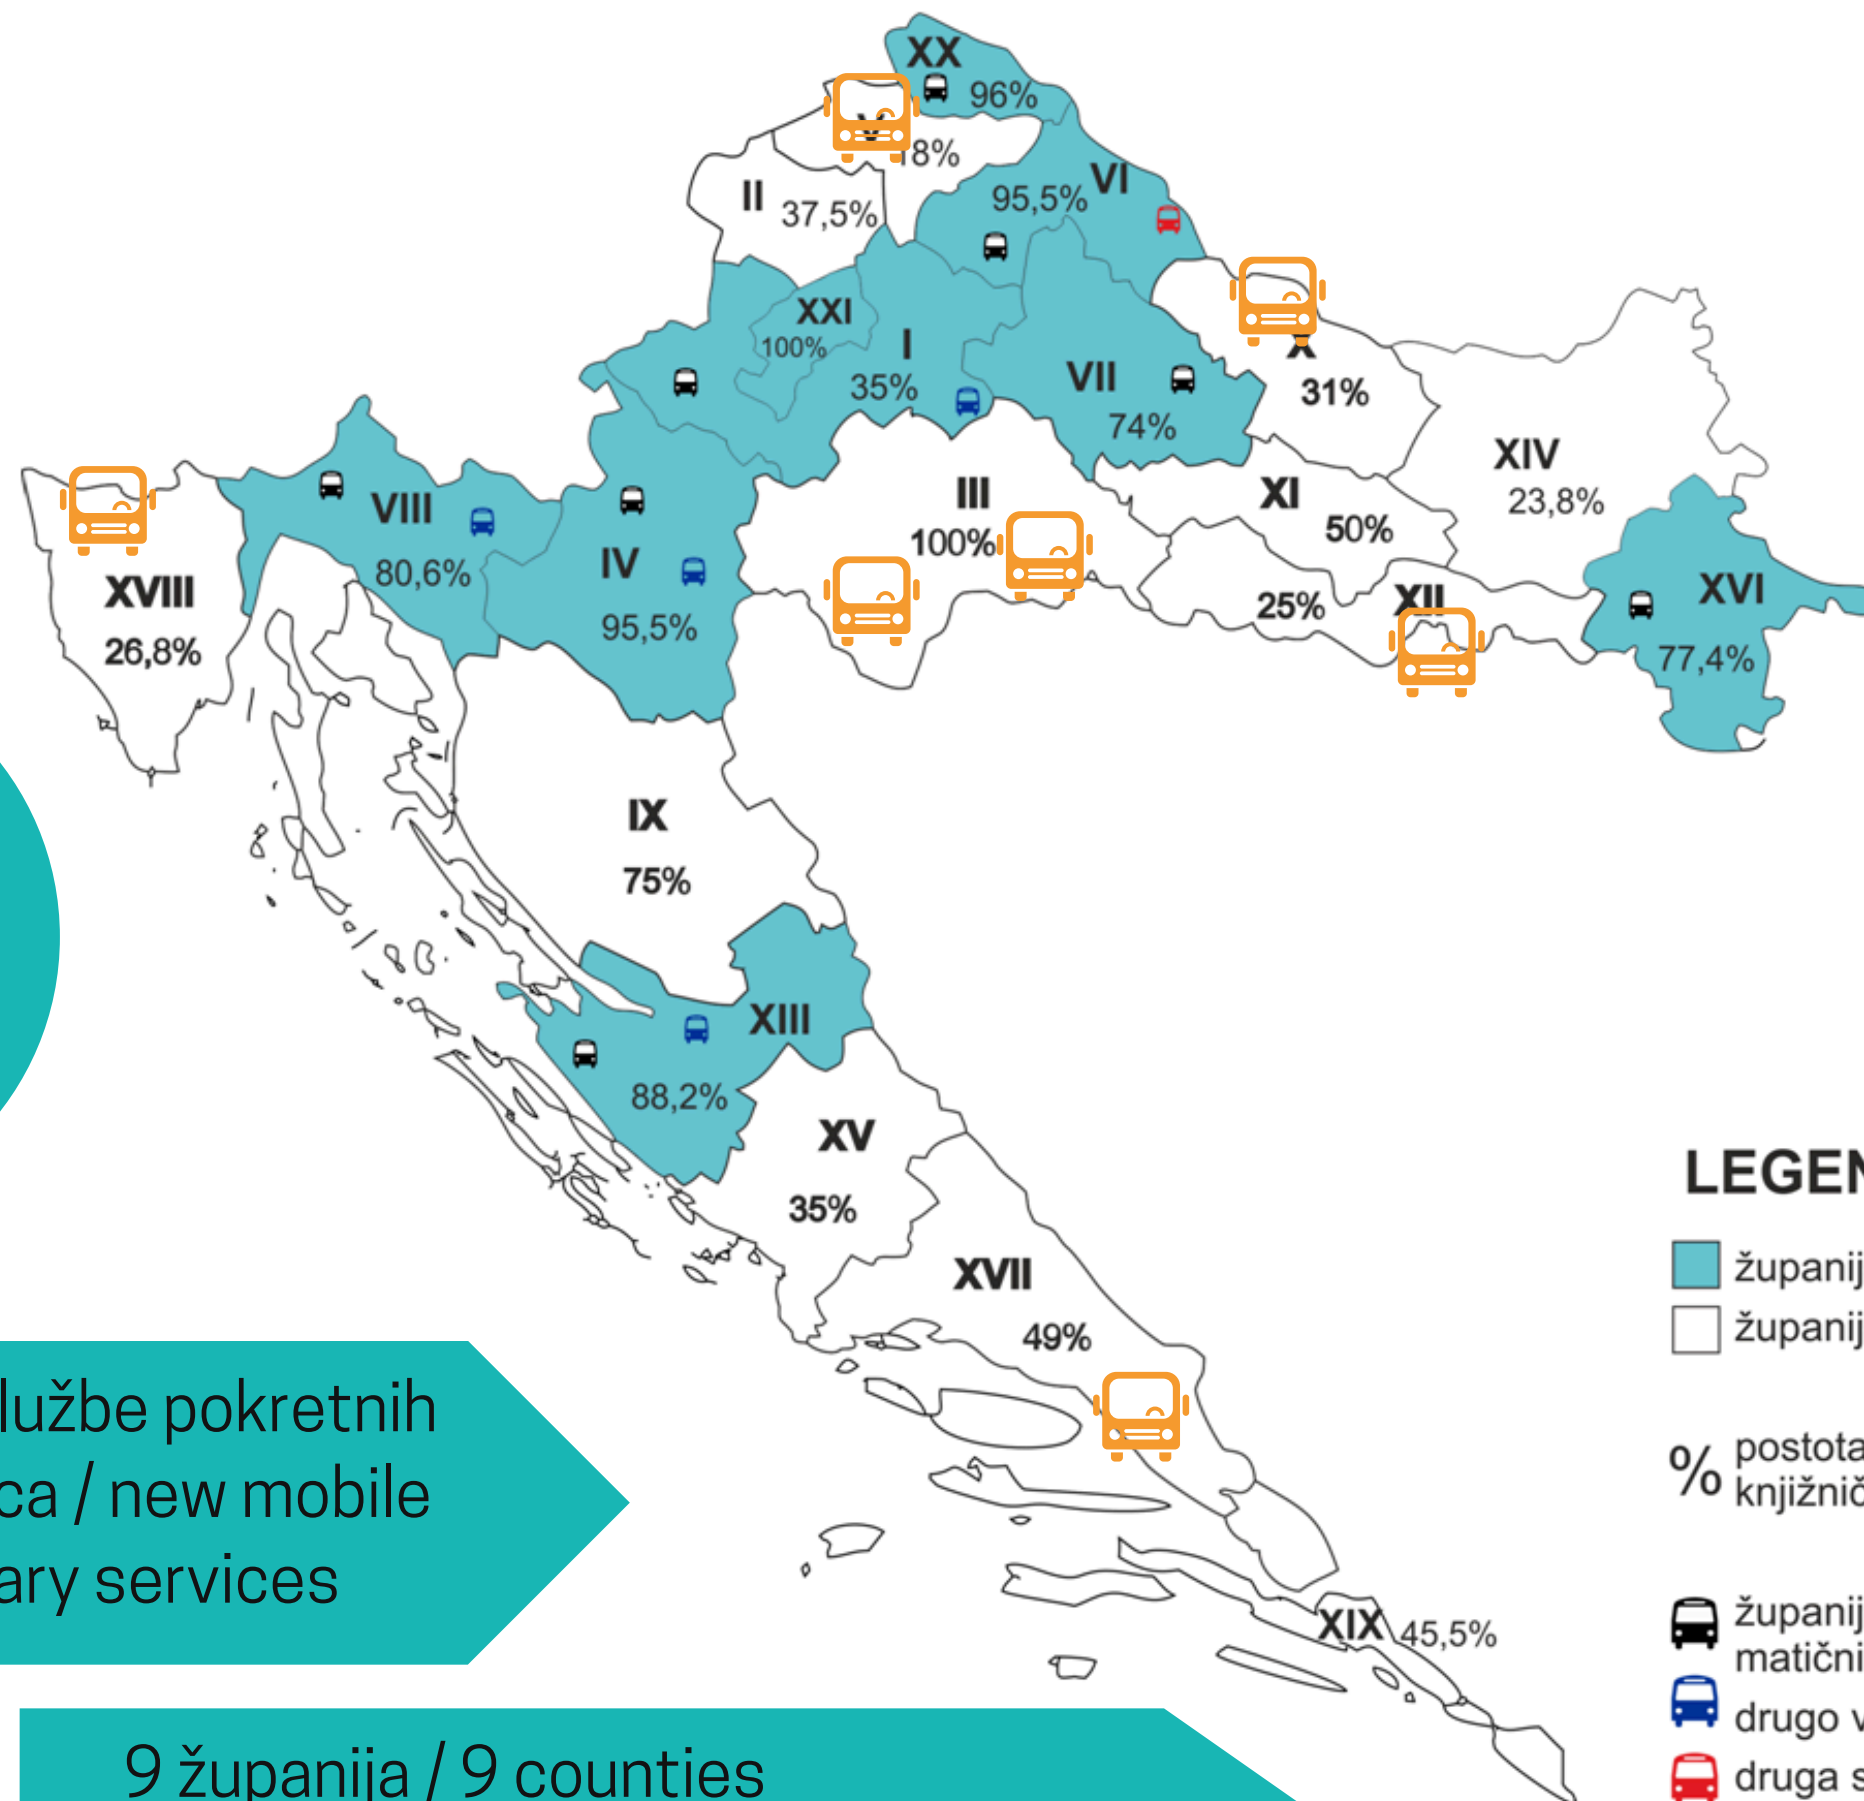 XX
96%
V
18%
II
37,5%
VI
95,5%
XXI
100%
I
35%
VII
74%
X
31%
XIV
23,8%
XVIII
26,8%
VIII
80,6%
IV
95,5%
III
100%
XI
50%
25%
XII
XVI
77,4%
IX
75%
XIII
88,2%
XV
35%
XVII
49%
XIX 45,5%
LEGEN
županij
županij
% postota
knjižnič
županij
matični
drugo v
druga s
lužbe pokretnih
ca / new mobile
ary services
9 županija / 9 counties